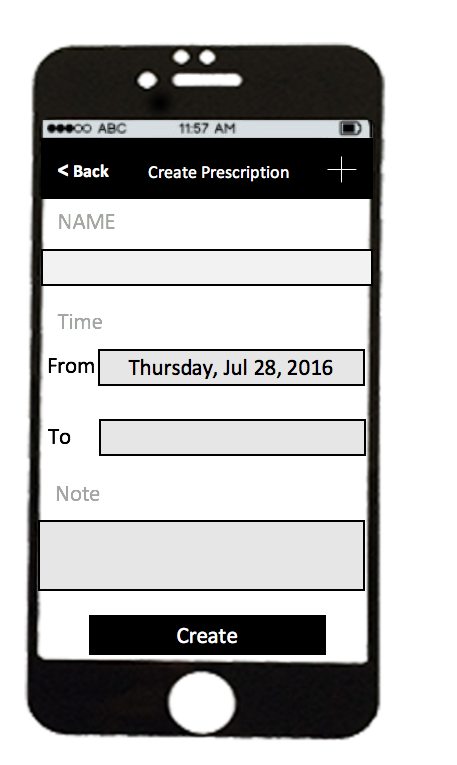 ABC 11:57 AM
< Back Create Prescription
NAME
Time
From Thursday, Jul 28, 2016
To
Note
Create